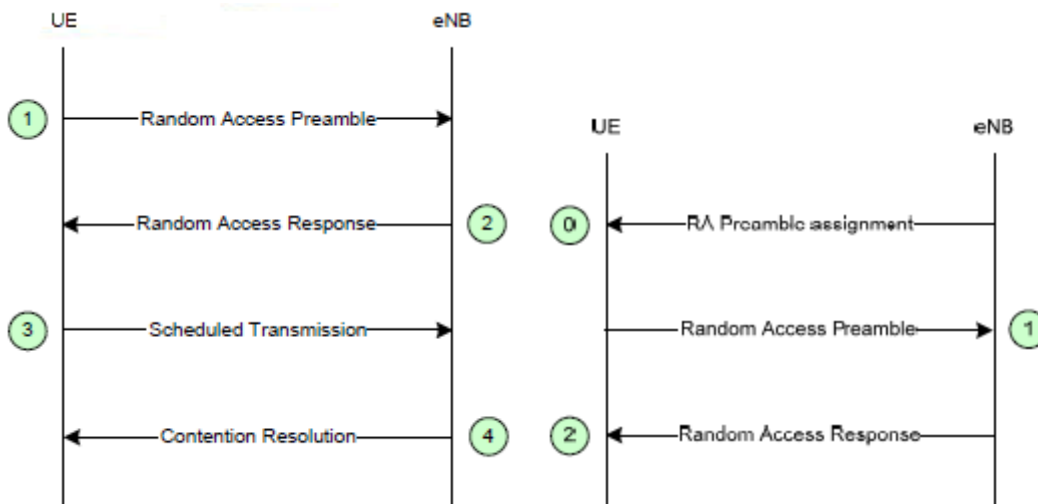 UE
eNB
1
Random Access Preamble
Random Access Response
2
3
Scheduled Transmission
Contention Resolution
4
UE
eNB
0
RA Preamble assignment
Random Access Preamble
1
2
Random Access Response